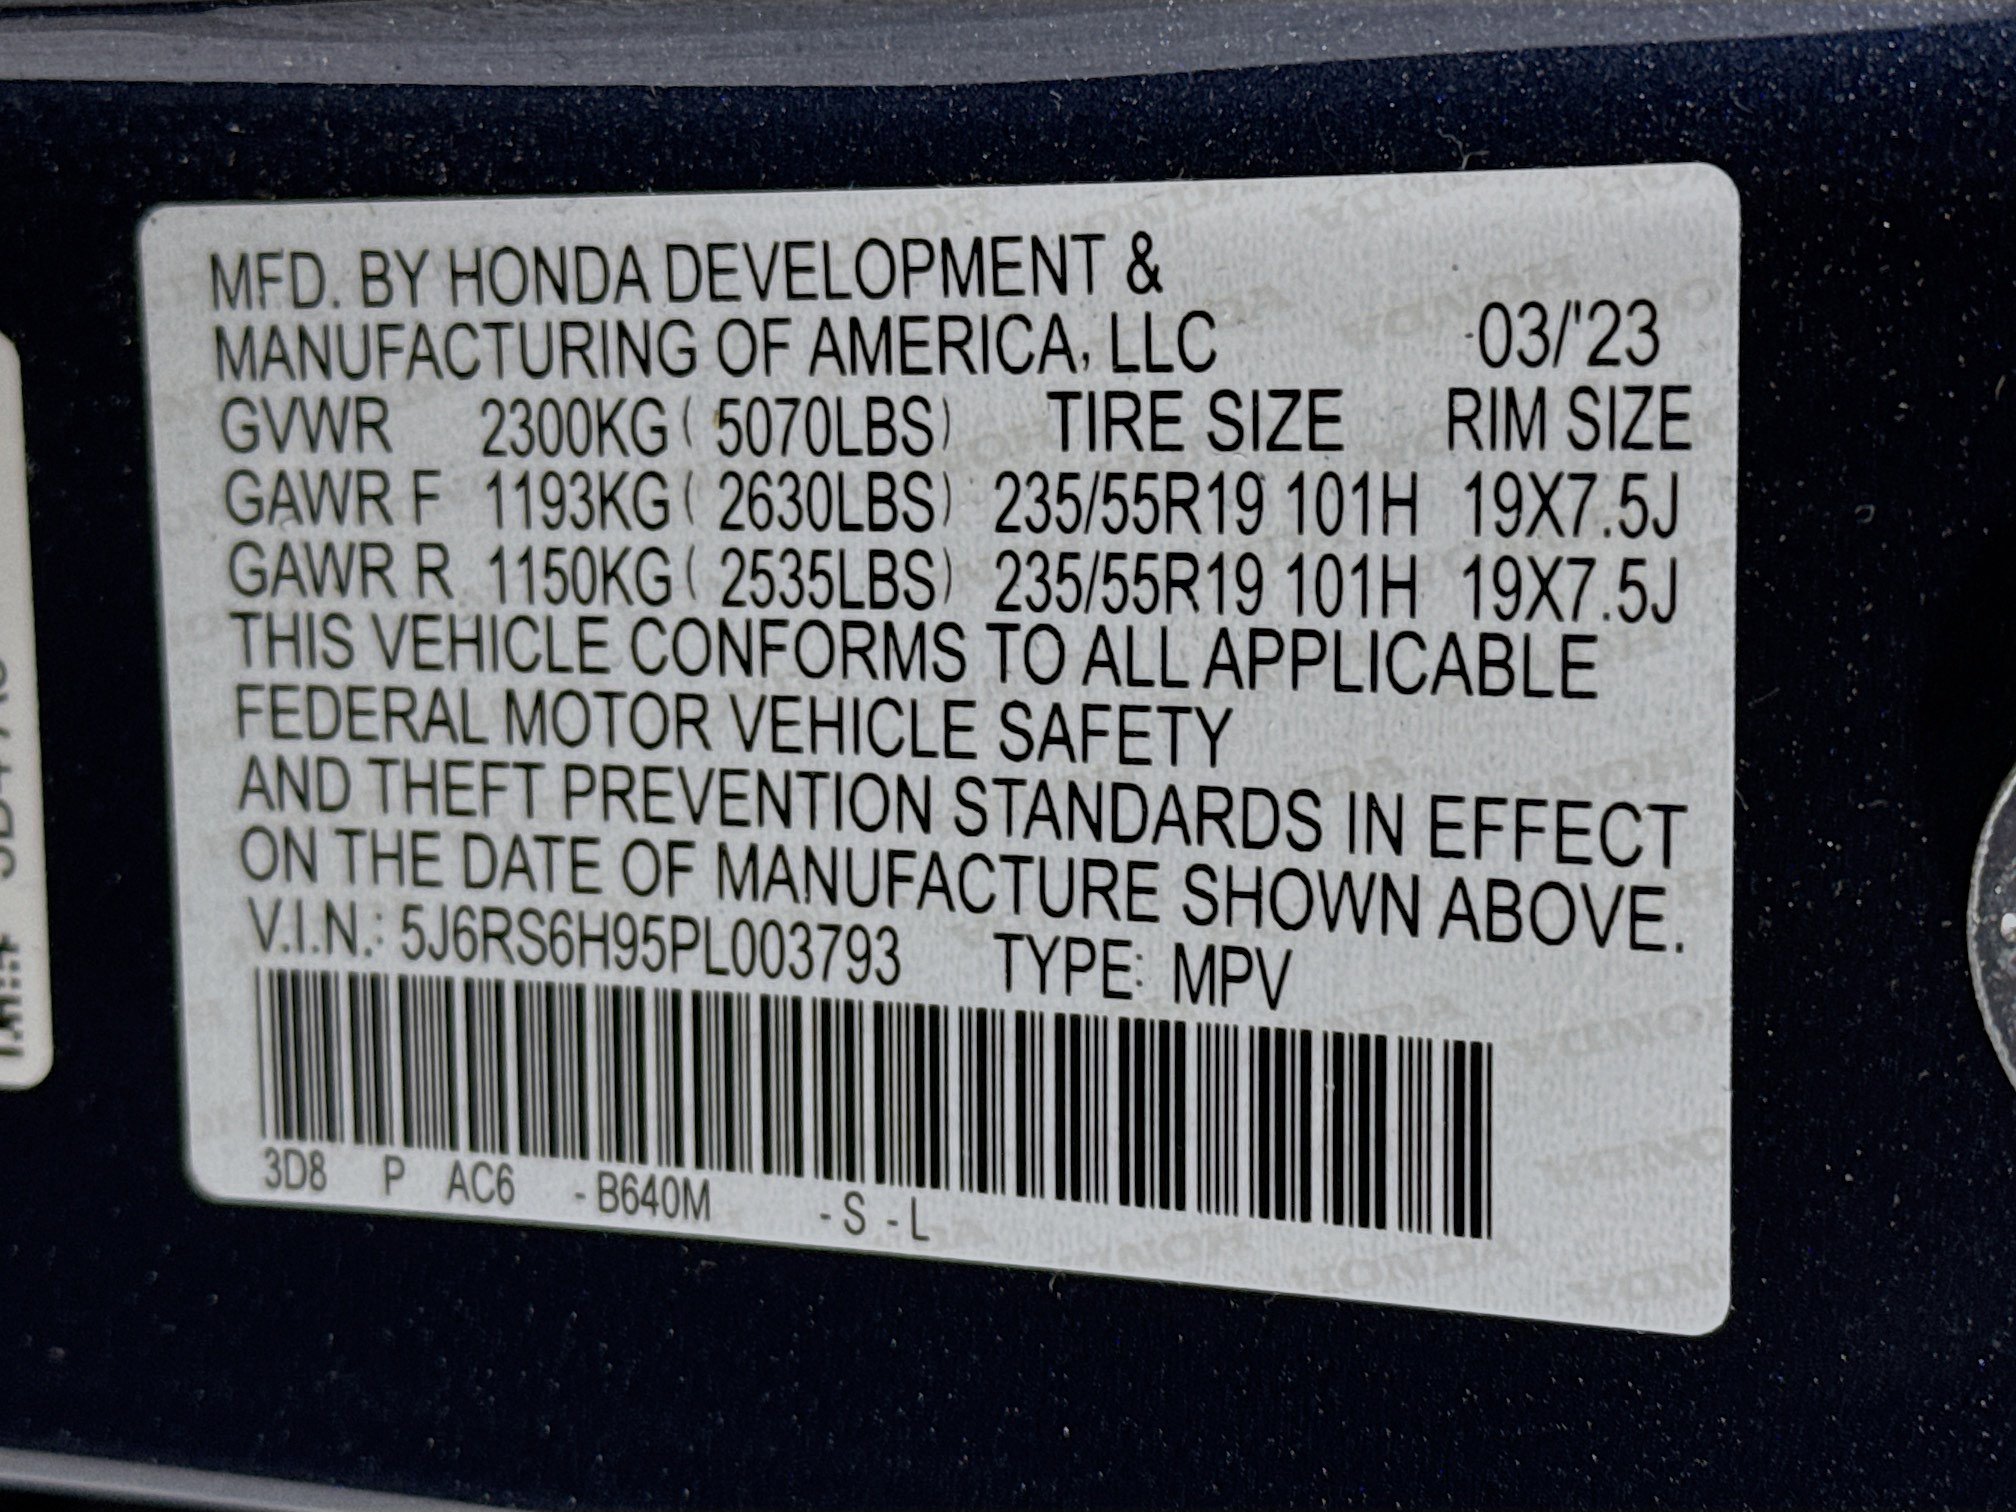 MFD. BY HONDA DEVELOPMENT &
MANUFACTURING OF AMERICA, LLC 03/'23
GVWR 2300KG ( 5070LBS) TIRE SIZE RIM SIZE
GAWR F 1193KG ( 2630LBS) 235/55R19 101H 19X7.5J
GAWR R 1150KG ( 2535LBS) 235/55R19 101H 19X7.5J
THIS VEHICLE CONFORMS TO ALL APPLICABLE
FEDERAL MOTOR VEHICLE SAFETY
AND THEFT PREVENTION STANDARDS IN EFFECT
ON THE DATE OF MANUFACTURE SHOWN ABOVE.
V.I.N.: 5J6RS6H95PL003793 TYPE: MPV
3D8 P AC6 -B640M -S -L